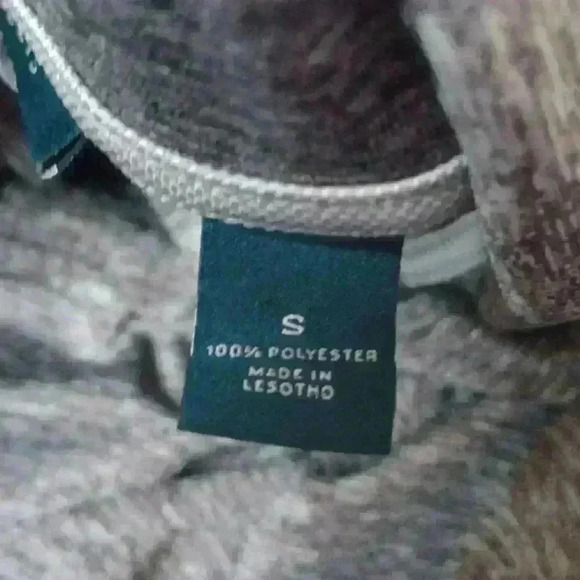 S
100% POLYESTER
MADE IN
LESOTHO